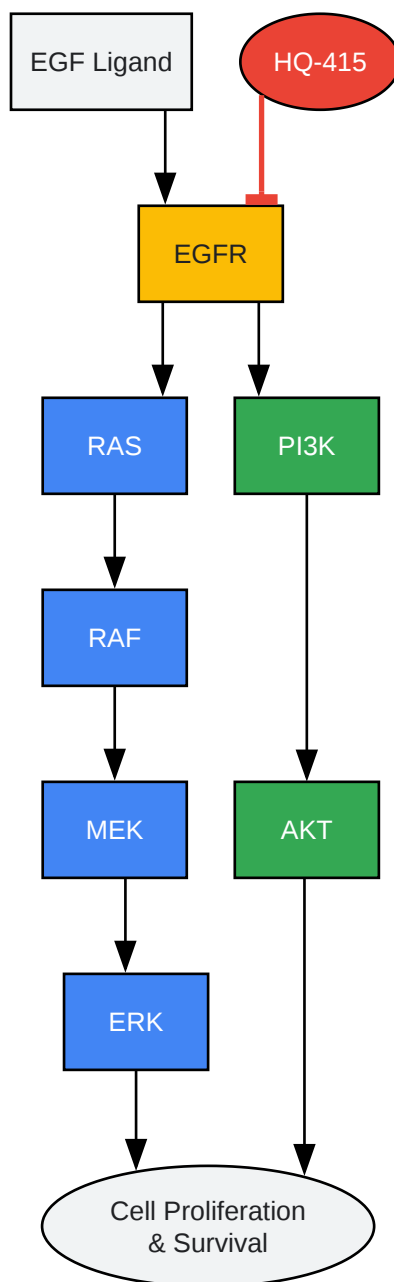 EGF Ligand
HQ-415
EGFR
RAS
PI3K
RAF
MEK
AKT
ERK
Cell Proliferation
& Survival